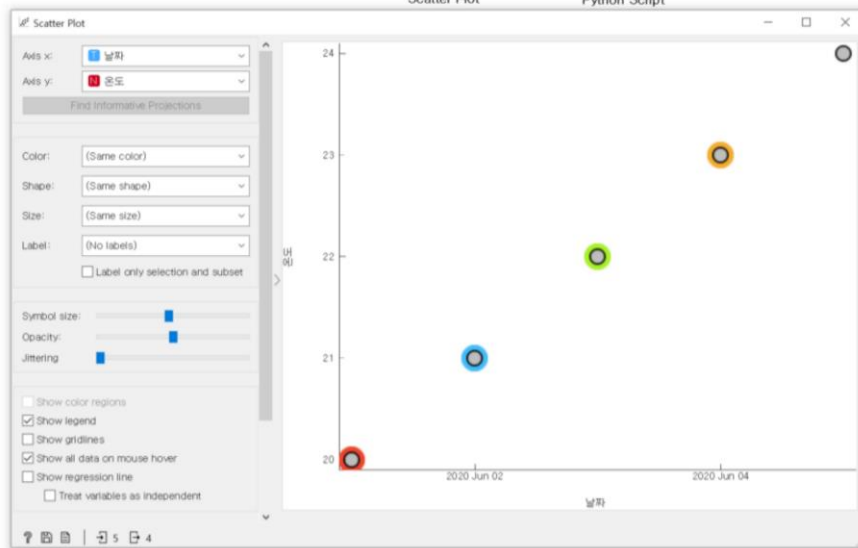 Scatter Plot
Python Script
Scatter Plot
Axis x:
T 날짜
Axis y:
N 온도
Find Informative Projections
Color:
(Same color)
Shape:
(Same shape)
Size:
(Same size)
Label:
(No labels)
Label only selection and subset
Symbol size:
Opacity:
Jittering
Show color regions
Show legend
Show gridlines
Show all data on mouse hover
Show regression line
Treat variables as independent
? 5 4
24
23
22
21
20
온도
2020 Jun 02
2020 Jun 04
날짜